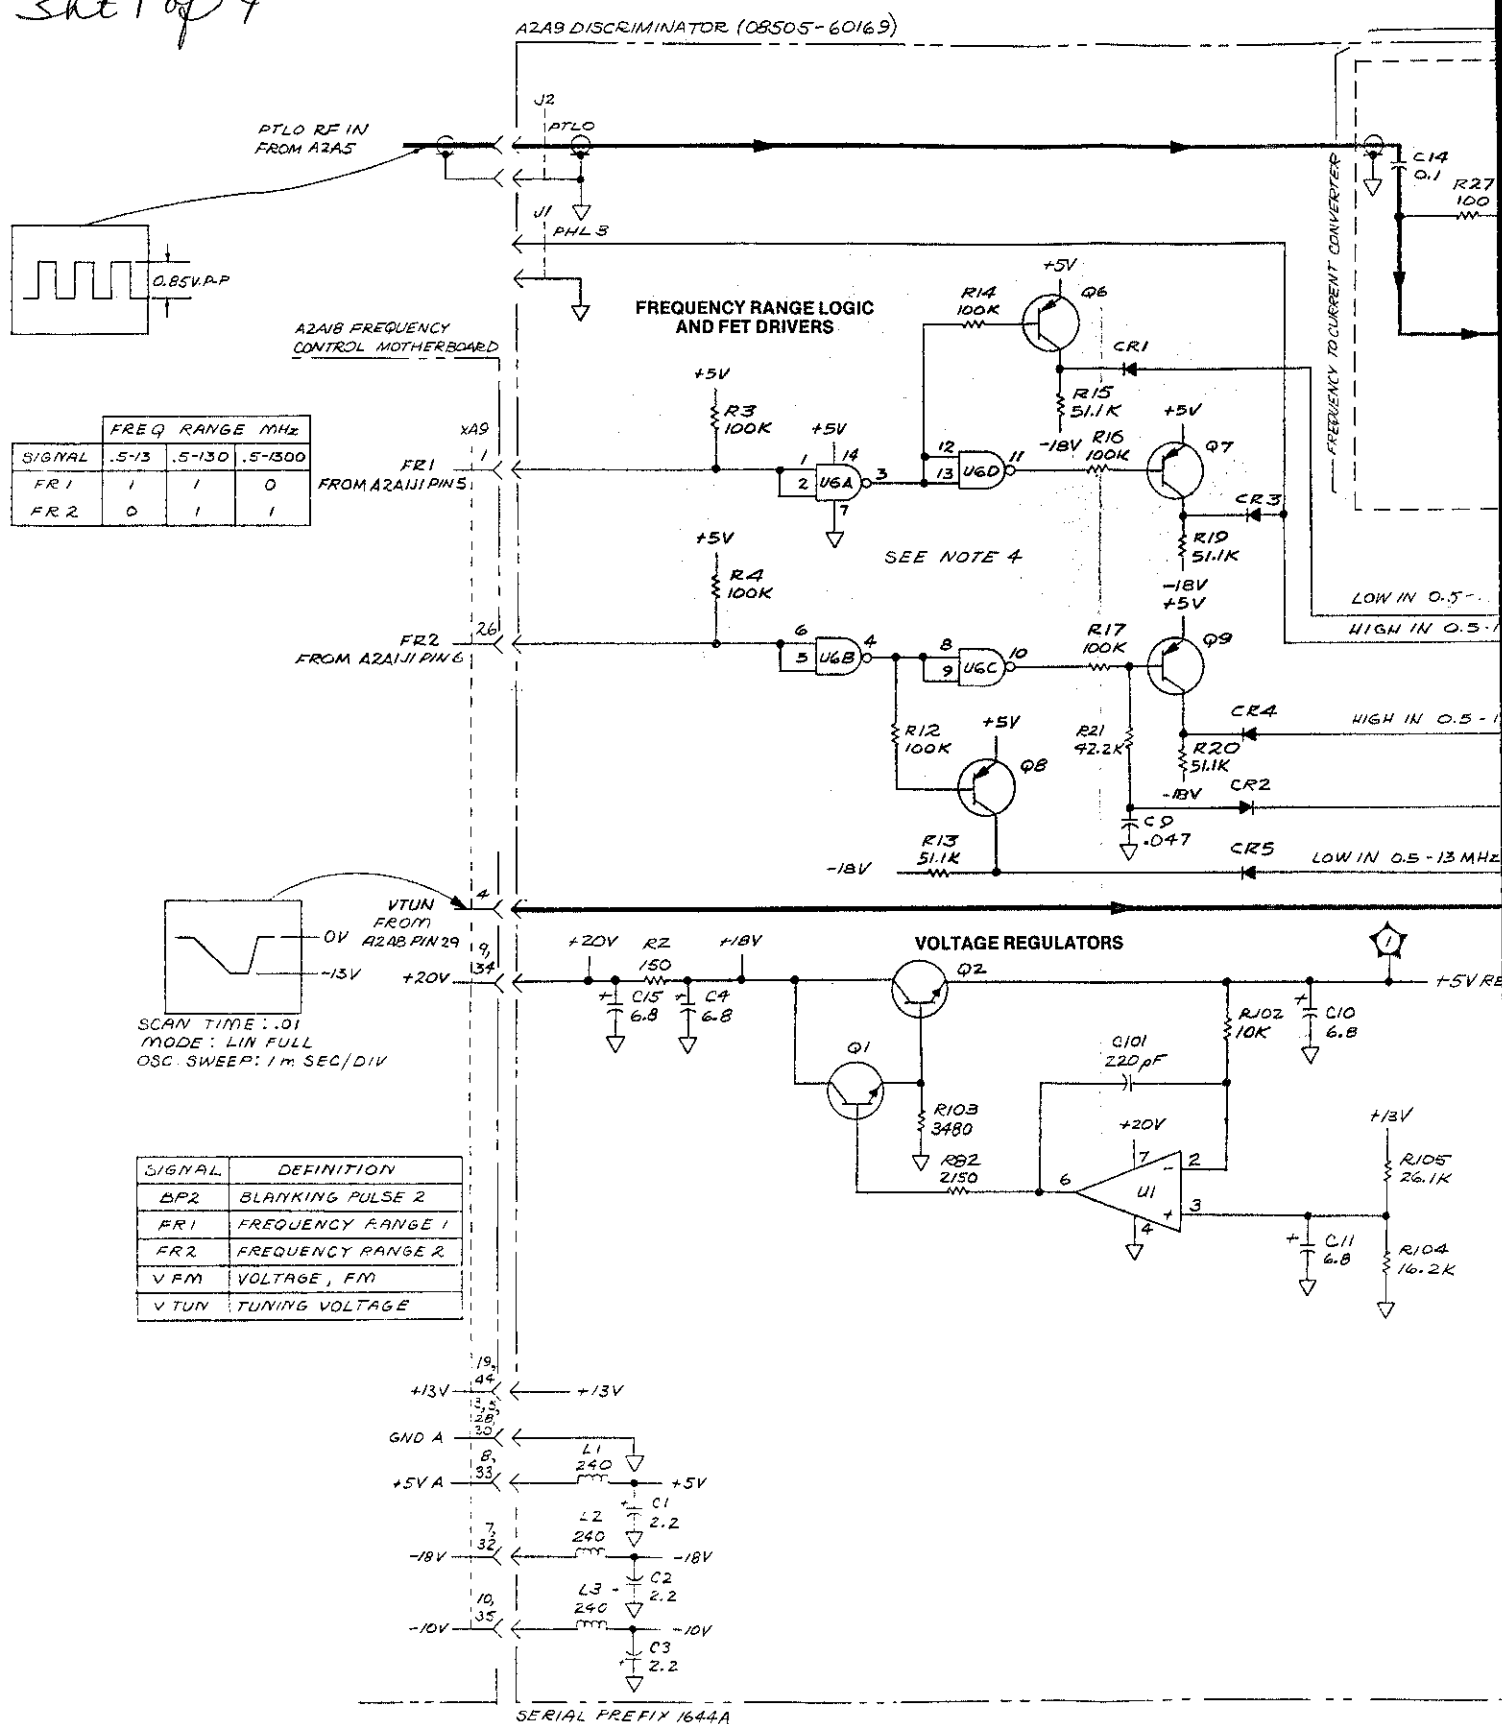 Sht 1 of 4
A2A9 DISCRIMINATOR (08505-60169)
J2
PTLO RF IN
FROM A2A5
PTLO
C14
0.1
R27
100
J1
PHL 3
0.85V.P-P
FREQUENCY TO CURRENT CONVERTER
FREQUENCY RANGE LOGIC
AND FET DRIVERS
+5V
R14
100K
Q6
A2A18 FREQUENCY
CONTROL MOTHERBOARD
CR1
+5V
R3
100K
R15
51.1K
+5V
-18V
R16
100K
Q7
FREQ RANGE MHz
SIGNAL .5-13 .5-130 .5-1300
FR 1 1 1 0
FR 2 0 1 1
XA9
1
FR1
FROM A2A1J1 PIN 5
+5V
1
2
14
U6A
3
7
12
13
U6D
11
CR3
R19
51.1K
-18V
SEE NOTE 4
+5V
R4
100K
+5V
LOW IN 0.5-
HIGH IN 0.5-1
26
FR2
FROM A2A1J1 PIN 6
6
5
U6B
4
8
9
U6C
10
R17
100K
Q9
R12
100K
+5V
Q8
R21
42.2K
CR4
HIGH IN 0.5-1
R20
51.1K
-18V
CR2
C9
.047
R13
51.1K
-18V
CR5
LOW IN 0.5-13 MHz
VTUN
FROM
A2A8 PIN 29
4
0V
-13V
SCAN TIME: .01
MODE: LIN FULL
OSC. SWEEP: 1 m SEC/DIV
VOLTAGE REGULATORS
9,
34
+20V
+20V
R2
150
+18V
Q2
1
+5V RE
C15
6.8
C4
6.8
R102
10K
C10
6.8
Q1
C101
220pF
R103
3480
+20V
+13V
R82
2150
6
7
2
U1
3
4
R105
26.1K
C11
6.8
R104
16.2K
SIGNAL DEFINITION
BP2 BLANKING PULSE 2
FR1 FREQUENCY RANGE 1
FR2 FREQUENCY RANGE 2
V FM VOLTAGE, FM
V TUN TUNING VOLTAGE
19,
44
+13V
+13V
3,5,
28,
30
GND A
8,
33
+5V A
L1
240
+5V
C1
2.2
7,
32
-18V
L2
240
-18V
C2
2.2
10,
35
-10V
L3
240
-10V
C3
2.2
SERIAL PREFIX 1644A